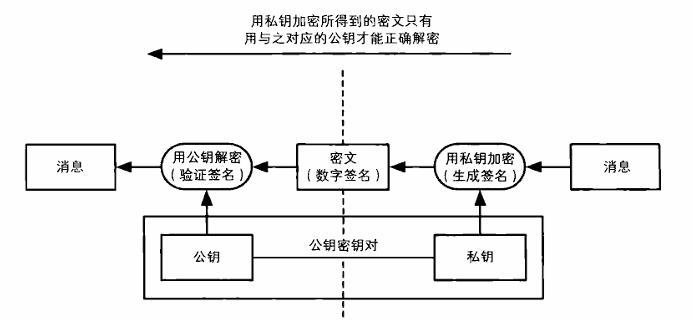 用私钥加密所得到的密文只有
用与之对应的公钥才能正确解密
消息
用公钥解密
(验证签名)
密文
(数字签名)
用私钥加密
(生成签名)
消息
公钥
公钥密钥对
私钥